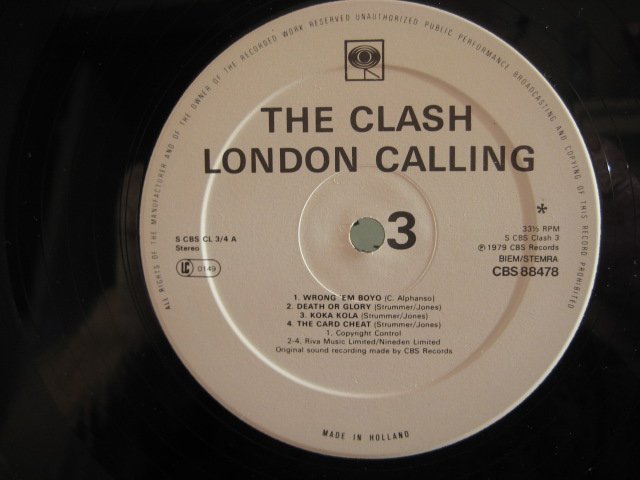 ALL RIGHTS OF THE MANUFACTURER AND OF THE OWNER OF THE RECORDED WORK RESERVED UNAUTHORIZED PUBLIC PERFORMANCE BROADCASTING AND COPYING OF THIS RECORD PROHIBITED
THE CLASH
LONDON CALLING
3
*
S CBS CL 3/4 A
Stereo
LC 0149
33⅓ RPM
S CBS Clash 3
℗ 1979 CBS Records
BIEM/STEMRA
CBS 88478
1. WRONG 'EM BOYO (C. Alphanso)
2. DEATH OR GLORY (Strummer/Jones)
3. KOKA KOLA (Strummer/Jones)
4. THE CARD CHEAT (Strummer/Jones)
1, Copyright Control
2-4, Riva Music Limited/Nineden Limited
Original sound recording made by CBS Records
MADE IN HOLLAND